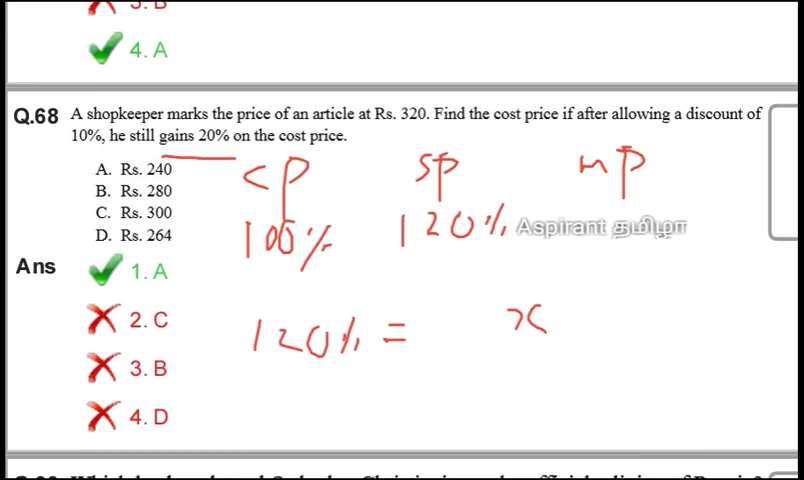 4. A
Q.68 A shopkeeper marks the price of an article at Rs. 320. Find the cost price if after allowing a discount of
10%, he still gains 20% on the cost price.
A. Rs. 240
B. Rs. 280
C. Rs. 300
D. Rs. 264
CP SP MP
100% 120%
Aspirant தமிழா
Ans
1. A
2. C
3. B
4. D
120% = x